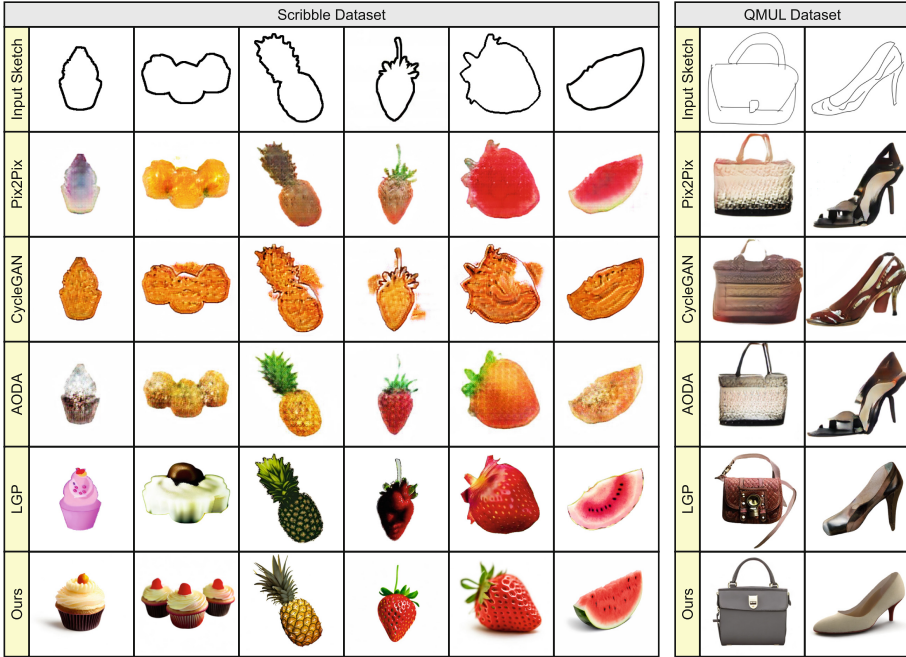 Scribble Dataset
QMUL Dataset
Input Sketch
Input Sketch
Pix2Pix
Pix2Pix
CycleGAN
CycleGAN
AODA
AODA
LGP
LGP
Ours
Ours